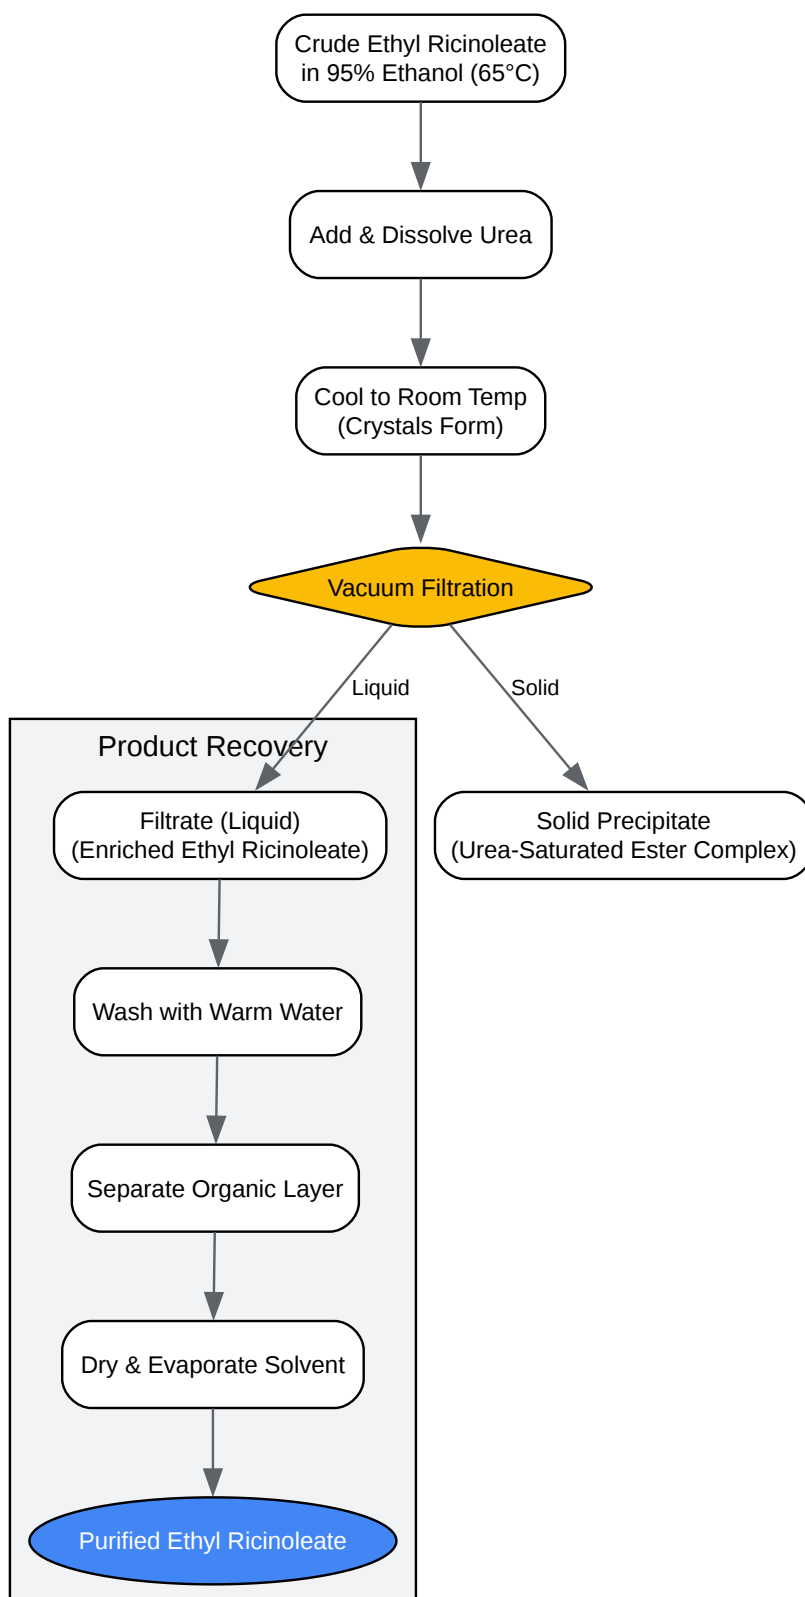 Crude Ethyl Ricinoleate
in 95% Ethanol (65°C)
Add & Dissolve Urea
Cool to Room Temp
(Crystals Form)
Vacuum Filtration
Liquid
Solid
Product Recovery
Filtrate (Liquid)
(Enriched Ethyl Ricinoleate)
Solid Precipitate
(Urea-Saturated Ester Complex)
Wash with Warm Water
Separate Organic Layer
Dry & Evaporate Solvent
Purified Ethyl Ricinoleate